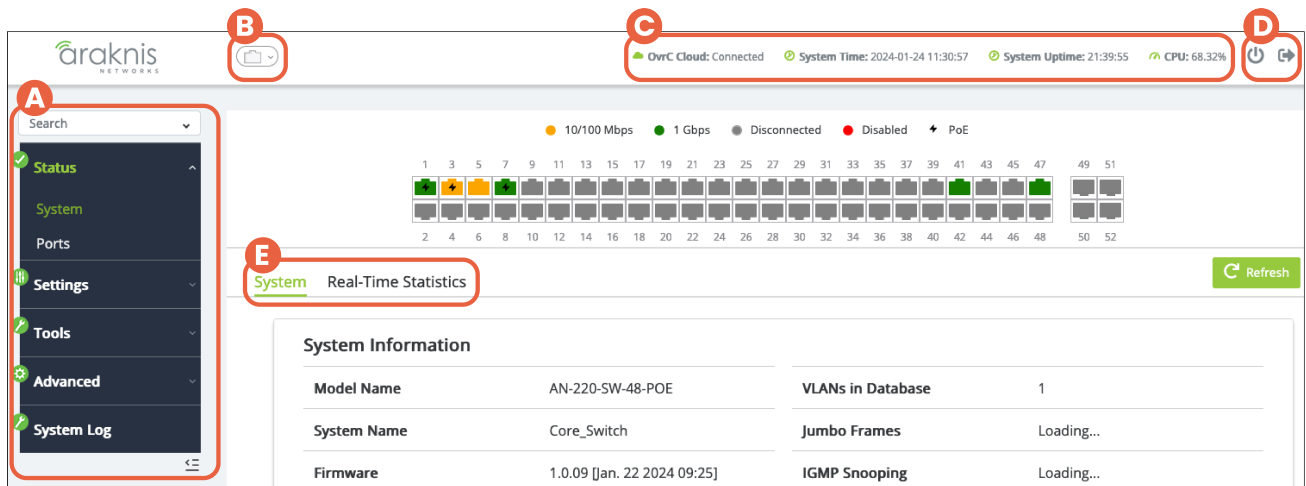 B
C
D
araknis
NETWORKS
OvrC Cloud: Connected System Time: 2024-01-24 11:30:57 System Uptime: 21:39:55 CPU: 68.32%
A
Search
10/100 Mbps 1 Gbps Disconnected Disabled PoE
Status
1 3 5 7 9 11 13 15 17 19 21 23 25 27 29 31 33 35 37 39 41 43 45 47 49 51
System
Ports
2 4 6 8 10 12 14 16 18 20 22 24 26 28 30 32 34 36 38 40 42 44 46 48 50 52
E
Settings
System Real-Time Statistics
Refresh
Tools
System Information
Advanced
Model Name AN-220-SW-48-POE VLANs in Database 1
System Log
System Name Core_Switch Jumbo Frames Loading...
Firmware 1.0.09 [Jan. 22 2024 09:25] IGMP Snooping Loading...